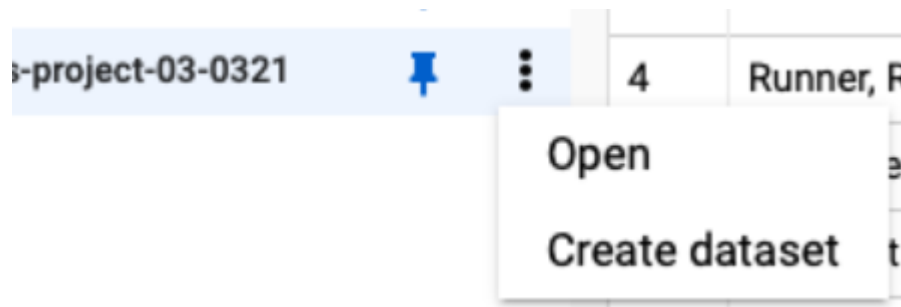 s-project-03-0321
4 Runner, R
Open
Create dataset